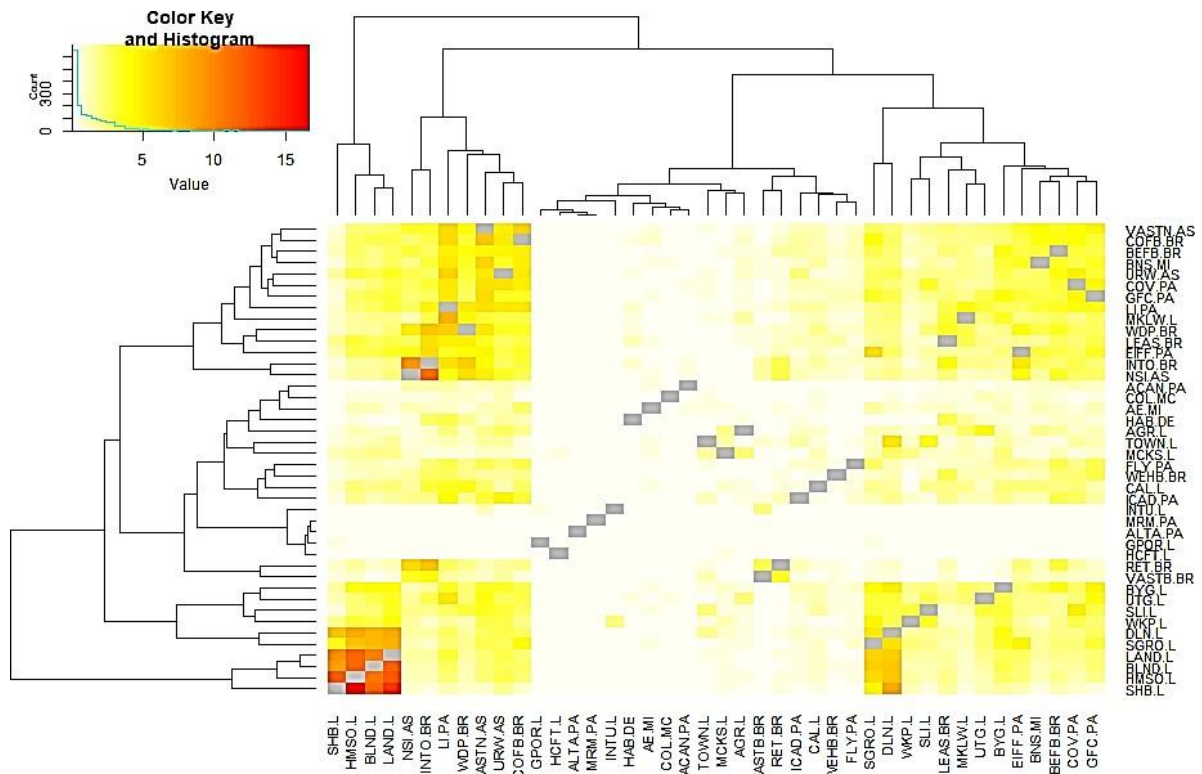 Color Key
and Histogram
Count
0 300
5 10 15
Value
VASTN.AS
COFB.BR
BEFB.BR
BNS.MI
URW.AS
COV.PA
GFC.PA
LI.PA
MKLW.L
WDP.BR
LEAS.BR
EIFF.PA
INTO.BR
NSI.AS
ACAN.PA
COL.MC
AE.MI
HAB.DE
AGR.L
TOWN.L
MCKS.L
FLY.PA
WEHB.BR
CAL.L
ICAD.PA
INTU.L
MRM.PA
ALTA.PA
GPOR.L
HCFT.L
RET.BR
VASTB.BR
BYG.L
UTG.L
SLI.L
WKP.L
DLN.L
SGRO.L
LAND.L
BLND.L
HMSO.L
SHB.L
SHB.L
HMSO.L
BLND.L
LAND.L
NSI.AS
INTO.BR
LI.PA
WDP.BR
ASTN.AS
URW.AS
COFB.BR
GPOR.L
HCFT.L
ALTA.PA
MRM.PA
INTU.L
HAB.DE
AE.MI
COL.MC
ACAN.PA
TOWN.L
MCKS.L
AGR.L
ASTB.BR
RET.BR
ICAD.PA
CAL.L
VEHB.BR
FLY.PA
SGRO.L
DLN.L
WKP.L
SLI.L
LEAS.BR
MKLW.L
UTG.L
BYG.L
EIFF.PA
BNS.MI
BEFB.BR
COV.PA
GFC.PA